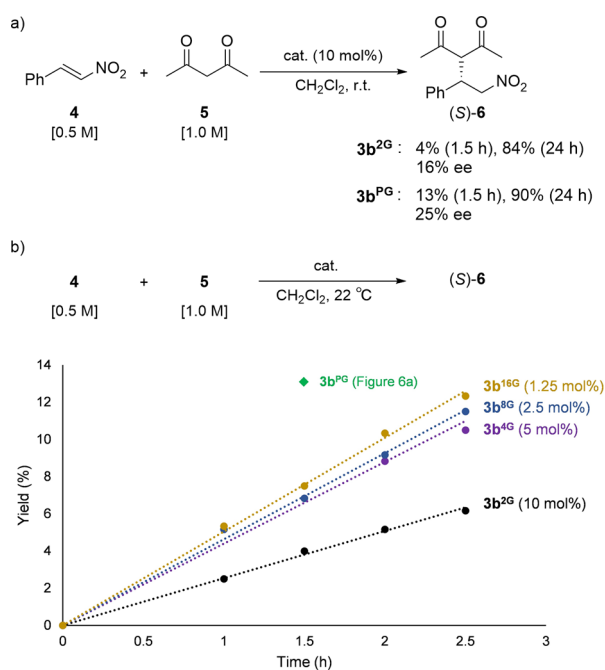 a)
Ph
NO₂
+
O O
cat. (10 mol%)
CH₂Cl₂, r.t.
O O
Ph
NO₂
4
5
(S)-6
[0.5 M]
[1.0 M]
3b²ᴳ : 4% (1.5 h), 84% (24 h)
16% ee
3bᴾᴳ : 13% (1.5 h), 90% (24 h)
25% ee
b)
4 + 5
cat.
CH₂Cl₂, 22 °C
(S)-6
[0.5 M]
[1.0 M]
Yield (%)
14
12
10
8
6
4
2
0
3bᴾᴳ (Figure 6a)
3b¹⁶ᴳ (1.25 mol%)
3b⁸ᴳ (2.5 mol%)
3b⁴ᴳ (5 mol%)
3b²ᴳ (10 mol%)
0 0.5 1 1.5 2 2.5 3
Time (h)